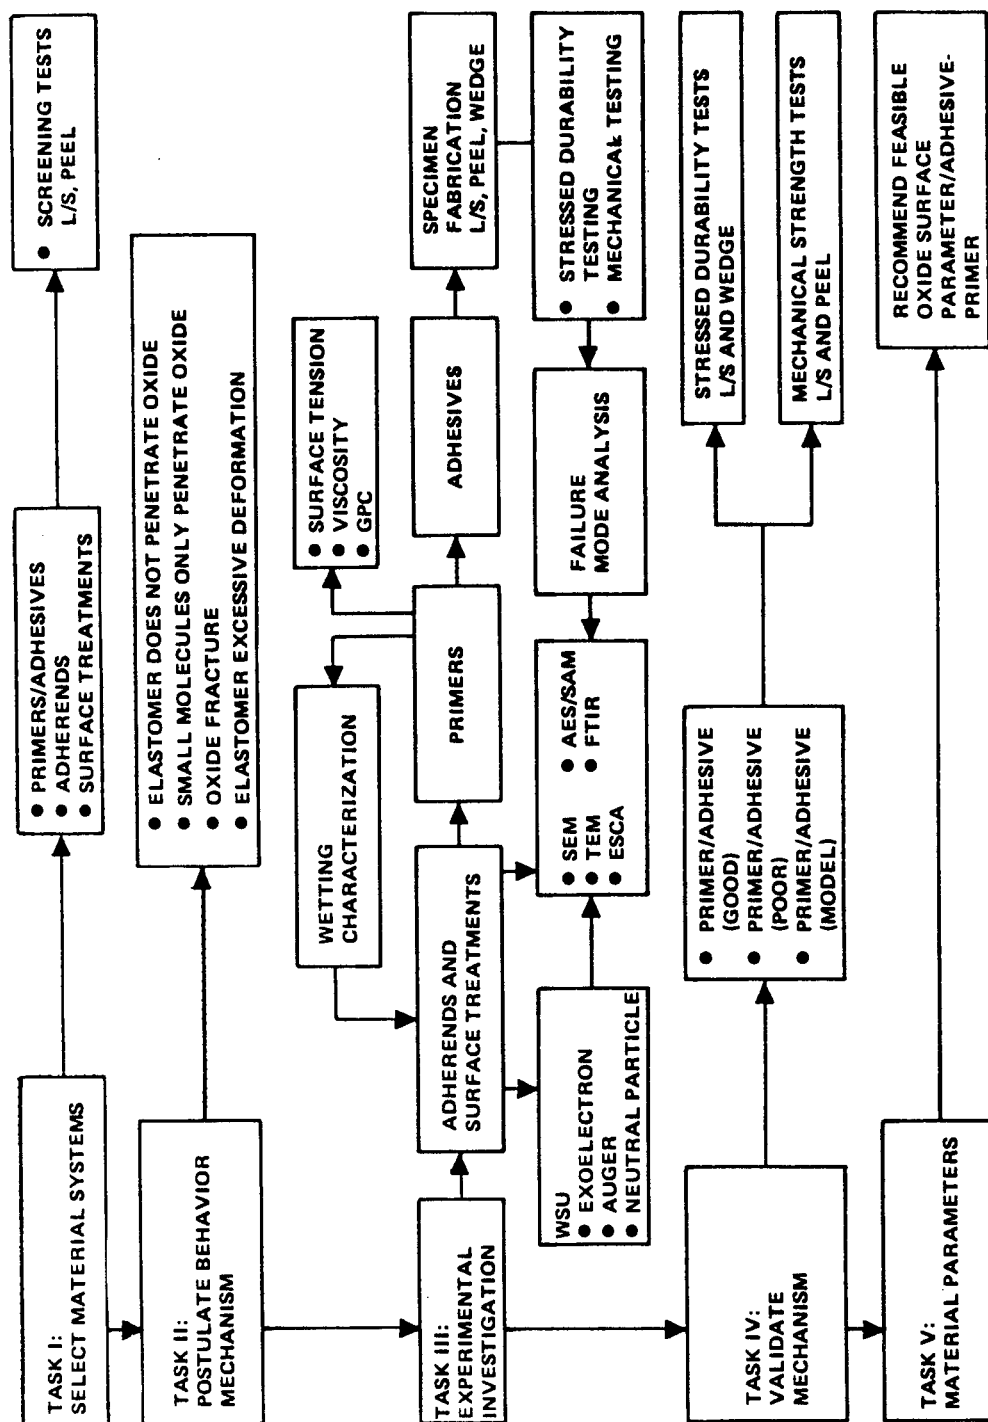 TASK I:
SELECT MATERIAL SYSTEMS
● PRIMERS/ADHESIVES
● ADHERENDS
● SURFACE TREATMENTS
● SCREENING TESTS
L/S, PEEL
TASK II:
POSTULATE BEHAVIOR
MECHANISM
● ELASTOMER DOES NOT PENETRATE OXIDE
● SMALL MOLECULES ONLY PENETRATE OXIDE
● OXIDE FRACTURE
● ELASTOMER EXCESSIVE DEFORMATION
TASK III:
EXPERIMENTAL
INVESTIGATION
WETTING
CHARACTERIZATION
● SURFACE TENSION
● VISCOSITY
● GPC
ADHERENDS AND
SURFACE TREATMENTS
PRIMERS
ADHESIVES
SPECIMEN
FABRICATION
L/S, PEEL, WEDGE
WSU
● EXOELECTRON
● AUGER
● NEUTRAL PARTICLE
● SEM ● AES/SAM
● TEM ● FTIR
● ESCA
FAILURE
MODE ANALYSIS
● STRESSED DURABILITY
TESTING
● MECHANICAL TESTING
TASK IV:
VALIDATE
MECHANISM
● PRIMER/ADHESIVE
(GOOD)
● PRIMER/ADHESIVE
(POOR)
● PRIMER/ADHESIVE
(MODEL)
STRESSED DURABILITY TESTS
L/S AND WEDGE
MECHANICAL STRENGTH TESTS
L/S AND PEEL
TASK V:
MATERIAL PARAMETERS
RECOMMEND FEASIBLE
OXIDE SURFACE
PARAMETER/ADHESIVE-
PRIMER